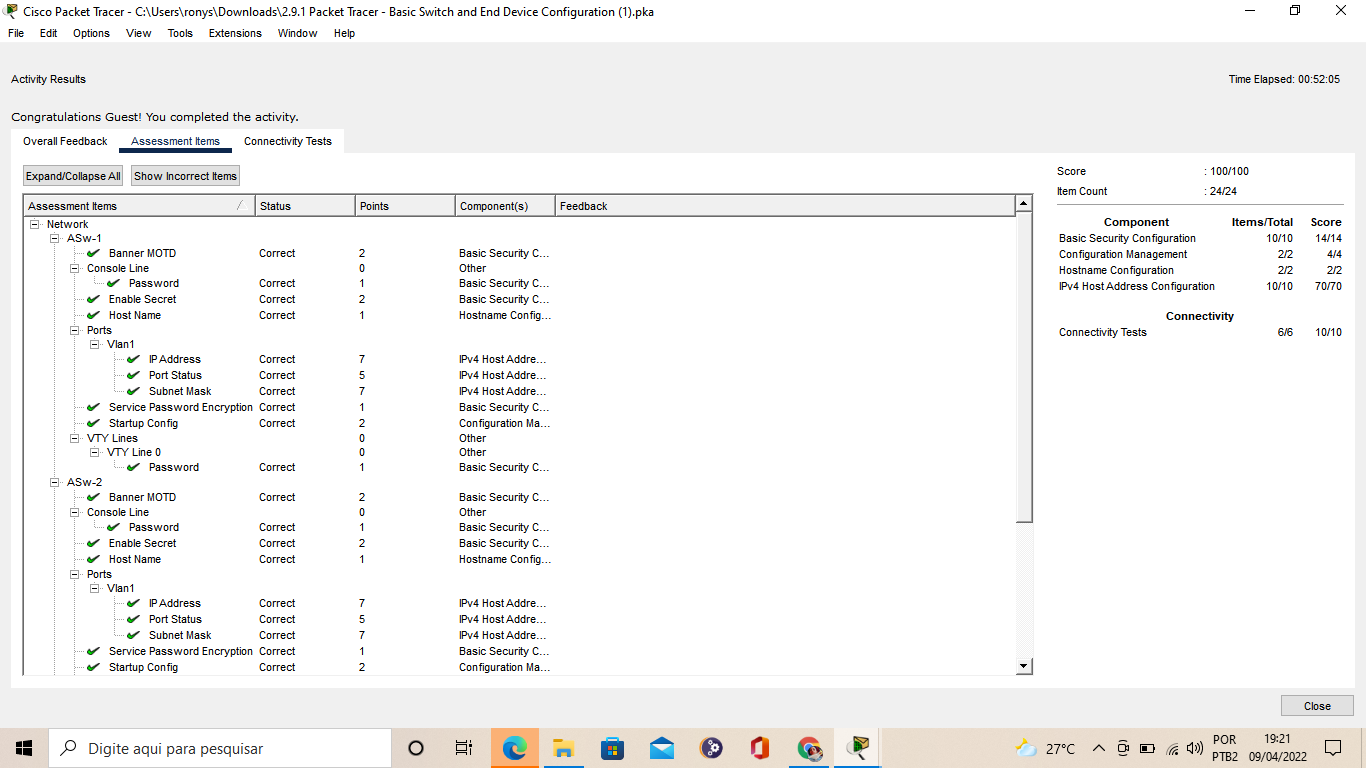 Cisco Packet Tracer - C:\Users\ronys\Downloads\2.9.1 Packet Tracer - Basic Switch and End Device Configuration (1).pka
File Edit Options View Tools Extensions Window Help
Activity Results
Time Elapsed: 00:52:05
Congratulations Guest! You completed the activity.
Overall Feedback Assessment Items Connectivity Tests
Expand/Collapse All Show Incorrect Items
Assessment Items Status Points Component(s) Feedback
Network
ASw-1
Banner MOTD Correct 2 Basic Security C...
Console Line 0 Other
Password Correct 1 Basic Security C...
Enable Secret Correct 2 Basic Security C...
Host Name Correct 1 Hostname Config...
Ports
Vlan1
IP Address Correct 7 IPv4 Host Addre...
Port Status Correct 5 IPv4 Host Addre...
Subnet Mask Correct 7 IPv4 Host Addre...
Service Password Encryption Correct 1 Basic Security C...
Startup Config Correct 2 Configuration Ma...
VTY Lines 0 Other
VTY Line 0 0 Other
Password Correct 1 Basic Security C...
ASw-2
Banner MOTD Correct 2 Basic Security C...
Console Line 0 Other
Password Correct 1 Basic Security C...
Enable Secret Correct 2 Basic Security C...
Host Name Correct 1 Hostname Config...
Ports
Vlan1
IP Address Correct 7 IPv4 Host Addre...
Port Status Correct 5 IPv4 Host Addre...
Subnet Mask Correct 7 IPv4 Host Addre...
Service Password Encryption Correct 1 Basic Security C...
Startup Config Correct 2 Configuration Ma...
Score : 100/100
Item Count : 24/24
Component Items/Total Score
Basic Security Configuration 10/10 14/14
Configuration Management 2/2 4/4
Hostname Configuration 2/2 2/2
IPv4 Host Address Configuration 10/10 70/70
Connectivity
Connectivity Tests 6/6 10/10
Close
Digite aqui para pesquisar
27°C
POR
PTB2
19:21
09/04/2022